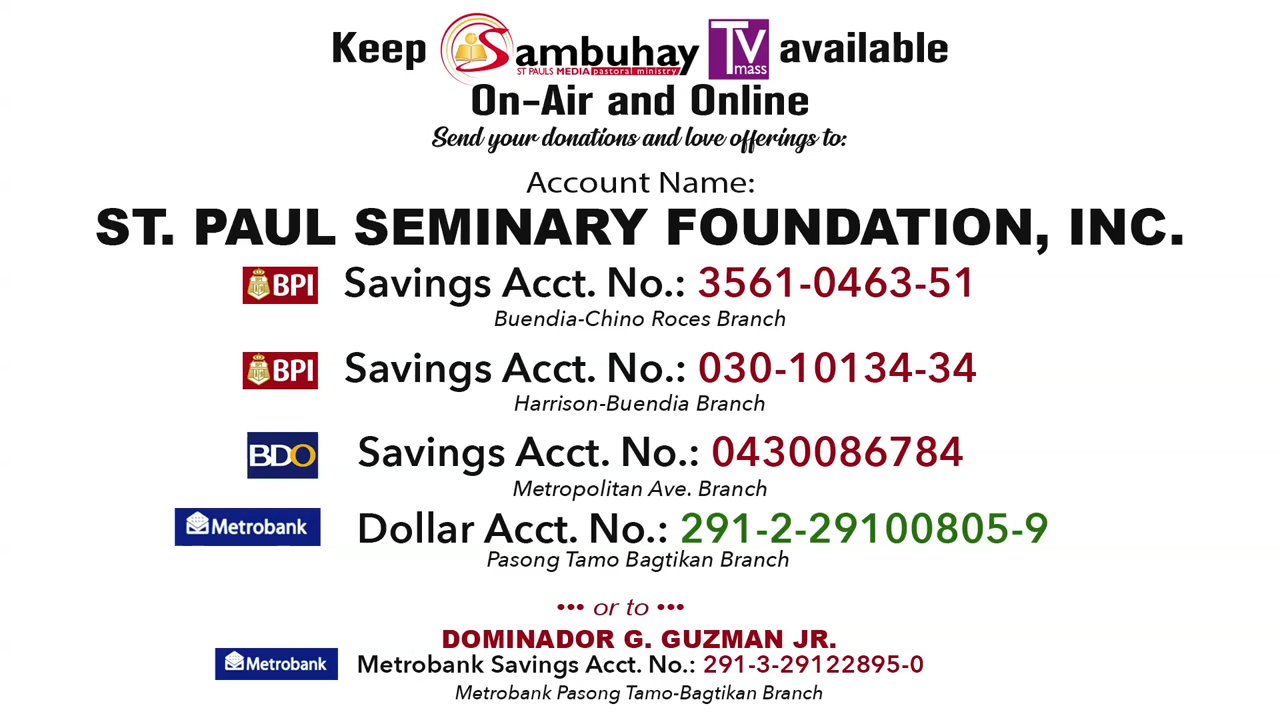 Keep Sambuhay TV mass available
ST PAULS MEDIA pastoral ministry
On-Air and Online
Send your donations and love offerings to:
Account Name:
ST. PAUL SEMINARY FOUNDATION, INC.
BPI Savings Acct. No.: 3561-0463-51
Buendia-Chino Roces Branch
BPI Savings Acct. No.: 030-10134-34
Harrison-Buendia Branch
BDO Savings Acct. No.: 0430086784
Metropolitan Ave. Branch
Metrobank Dollar Acct. No.: 291-2-29100805-9
Pasong Tamo Bagtikan Branch
••• or to •••
DOMINADOR G. GUZMAN JR.
Metrobank Metrobank Savings Acct. No.: 291-3-29122895-0
Metrobank Pasong Tamo-Bagtikan Branch